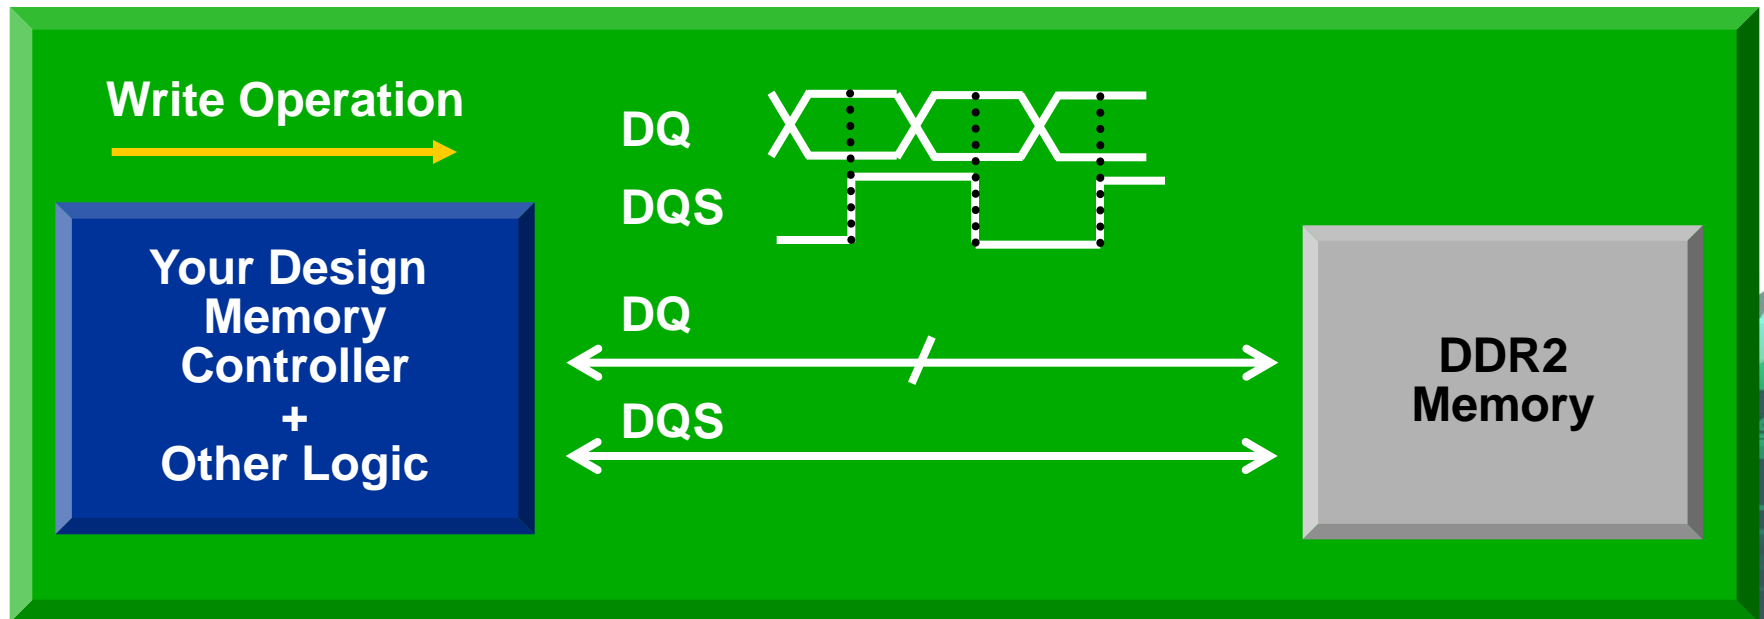 Write Operation
DQ
DQS
Your Design
Memory
Controller
+
Other Logic
DQ
DQS
DDR2
Memory